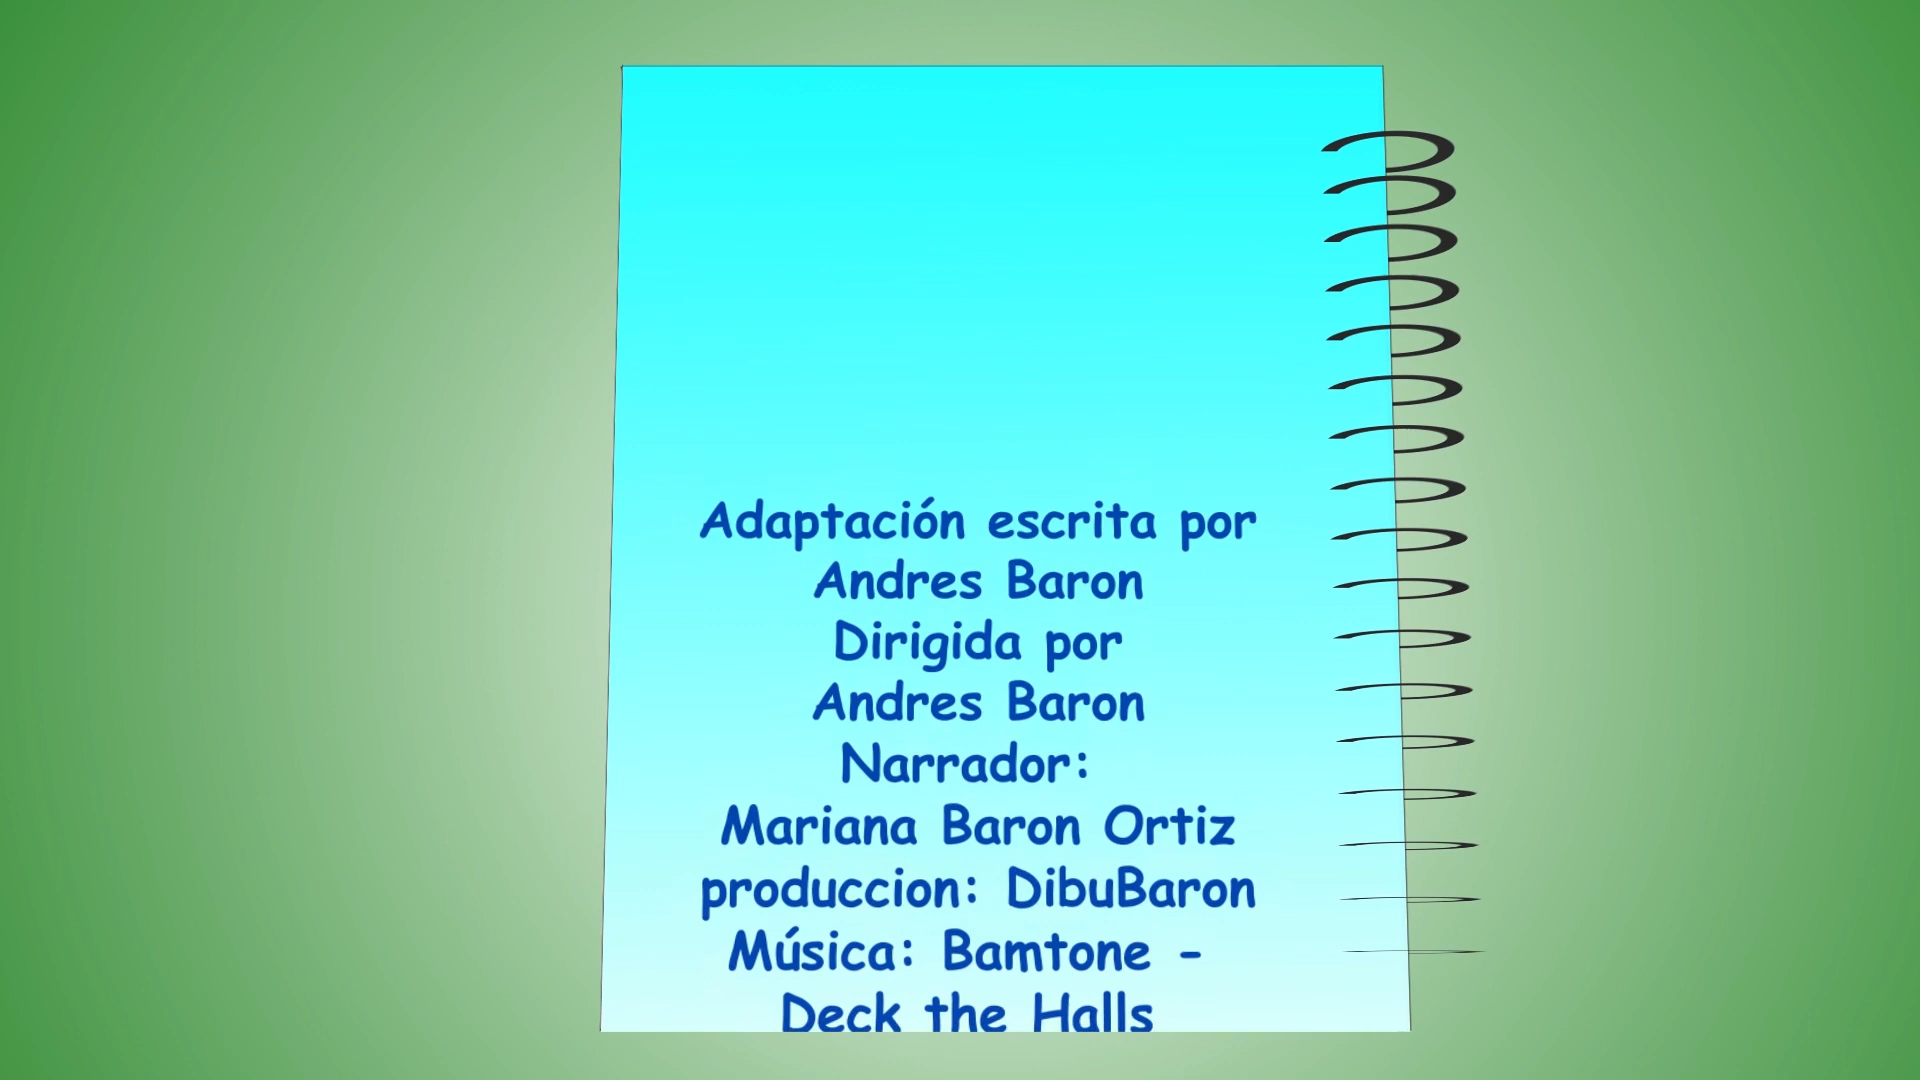 Adaptación escrita por
Andres Baron
Dirigida por
Andres Baron
Narrador:
Mariana Baron Ortiz
produccion: DibuBaron
Música: Bamtone -
Deck the Halls